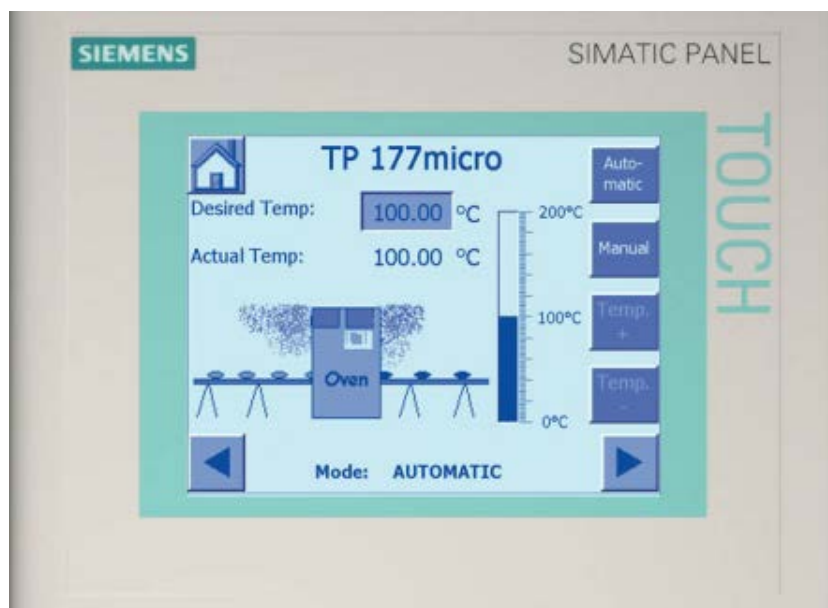 SIEMENS
SIMATIC PANEL
TOUCH
TP 177micro
Auto-
matic
Desired Temp: 100.00 °C
200°C
Actual Temp: 100.00 °C
Manual
100°C
Temp.
+
Oven
Temp.
-
0°C
Mode: AUTOMATIC